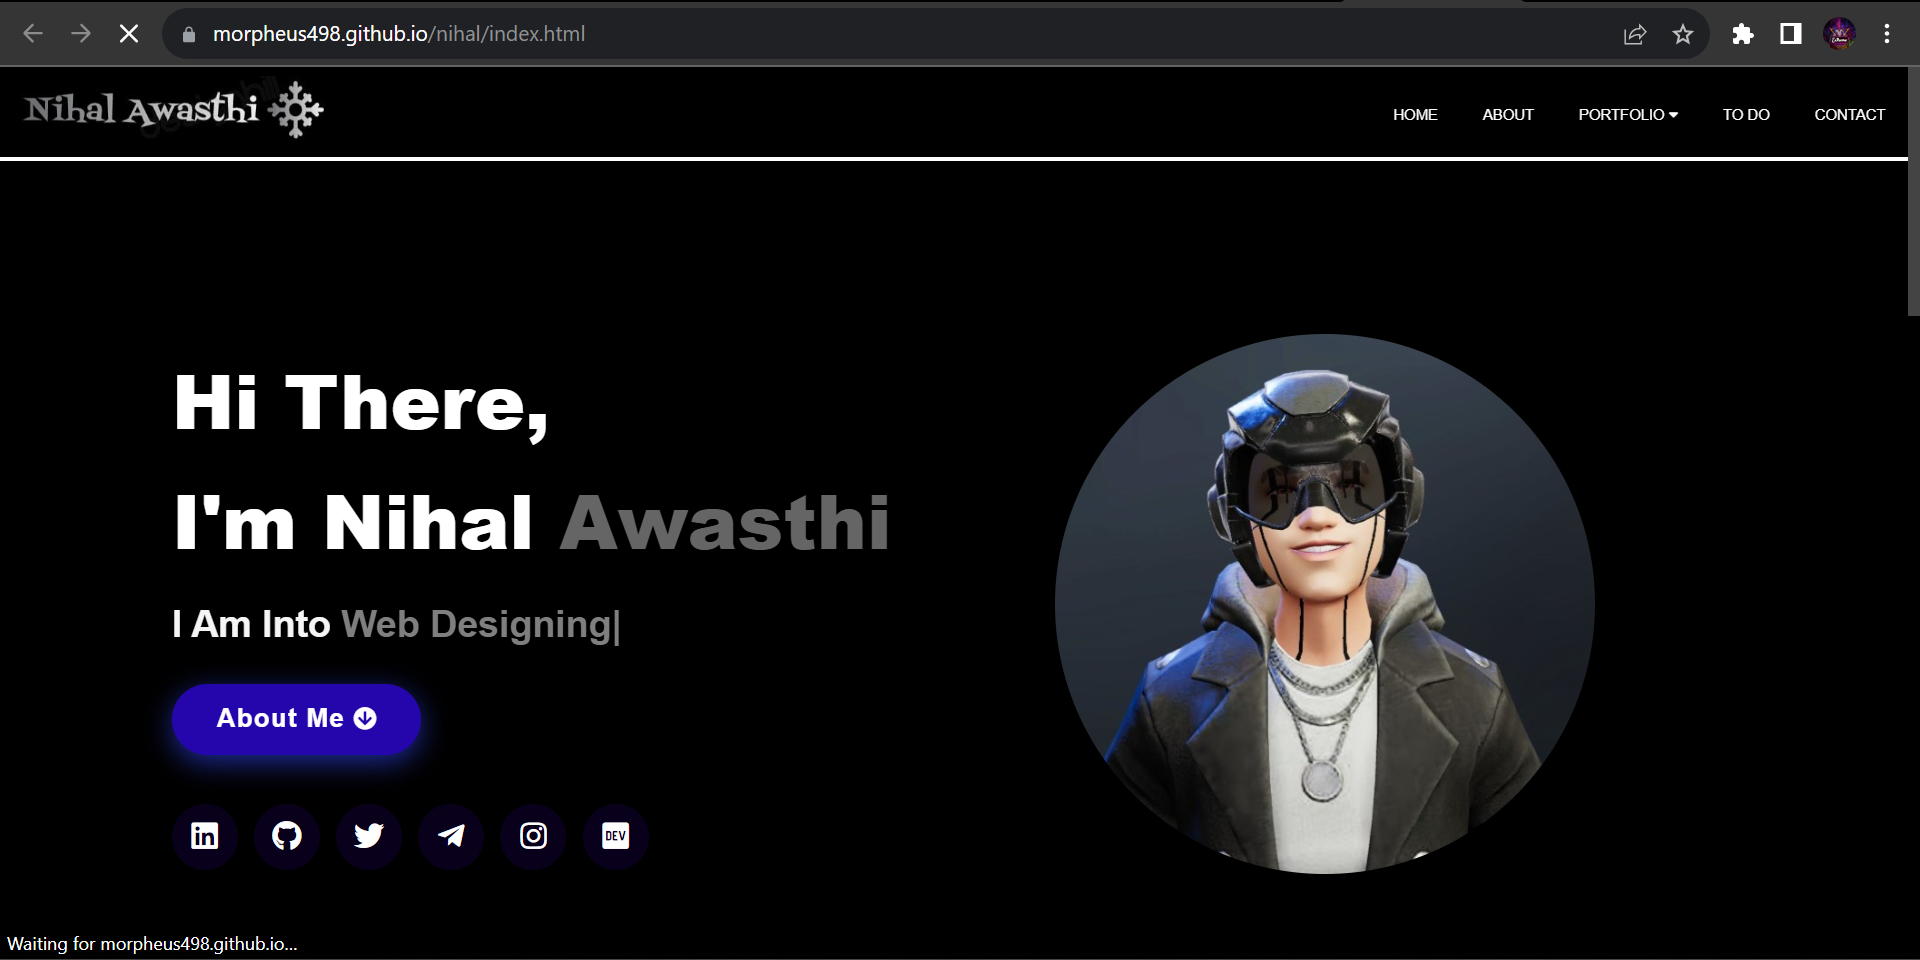 morpheus498.github.io/nihal/index.html
Nihal Awasthi
HOME ABOUT PORTFOLIO TO DO CONTACT
Hi There,
I'm Nihal Awasthi
I Am Into Web Designing|
About Me
in
DEV
Waiting for morpheus498.github.io...